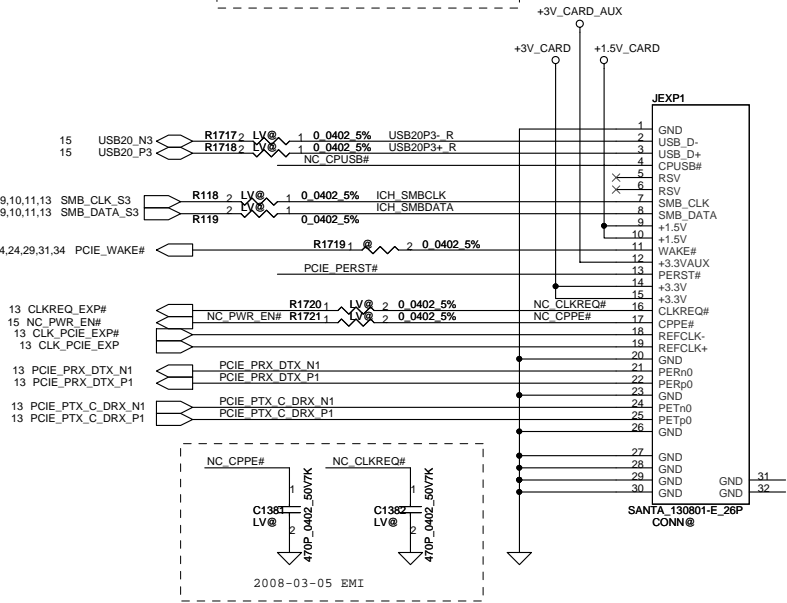 +3V_CARD_AUX
+3V_CARD +1.5V_CARD
JEXP1
15 USB20_N3 R1717 2 LV@ 1 0_0402_5% USB20P3-_R 1 GND
15 USB20_P3 R1718 2 LV@ 1 0_0402_5% USB20P3+_R 2 USB_D-
3 USB_D+
NC_CPUSB# 4 CPUSB#
5 RSV
6 RSV
9,10,11,13 SMB_CLK_S3 R118 2 LV@ 1 0_0402_5% ICH_SMBCLK 7 SMB_CLK
9,10,11,13 SMB_DATA_S3 R119 2 LV@ 1 0_0402_5% ICH_SMBDATA 8 SMB_DATA
9 +1.5V
10 +1.5V
4,24,29,31,34 PCIE_WAKE# R1719 1 @ 2 0_0402_5% 11 WAKE#
12 +3.3VAUX
PCIE_PERST# 13 PERST#
14 +3.3V
15 +3.3V
13 CLKREQ_EXP# R1720 1 LV@ 2 0_0402_5% NC_CLKREQ# 16 CLKREQ#
15 NC_PWR_EN# NC_PWR_EN# R1721 1 LV@ 2 0_0402_5% NC_CPPE# 17 CPPE#
13 CLK_PCIE_EXP# 18 REFCLK-
13 CLK_PCIE_EXP 19 REFCLK+
20 GND
13 PCIE_PRX_DTX_N1 PCIE_PRX_DTX_N1 21 PERn0
13 PCIE_PRX_DTX_P1 PCIE_PRX_DTX_P1 22 PERp0
23 GND
13 PCIE_PTX_C_DRX_N1 PCIE_PTX_C_DRX_N1 24 PETn0
13 PCIE_PTX_C_DRX_P1 PCIE_PTX_C_DRX_P1 25 PETp0
26 GND
27 GND
28 GND
29 GND GND 31
30 GND GND 32
SANTA_130801-E_26P
CONN@
NC_CPPE# NC_CLKREQ#
1 1
C1381 C1382
LV@ LV@
2 2
470P_0402_50V7K 470P_0402_50V7K
2008-03-05 EMI